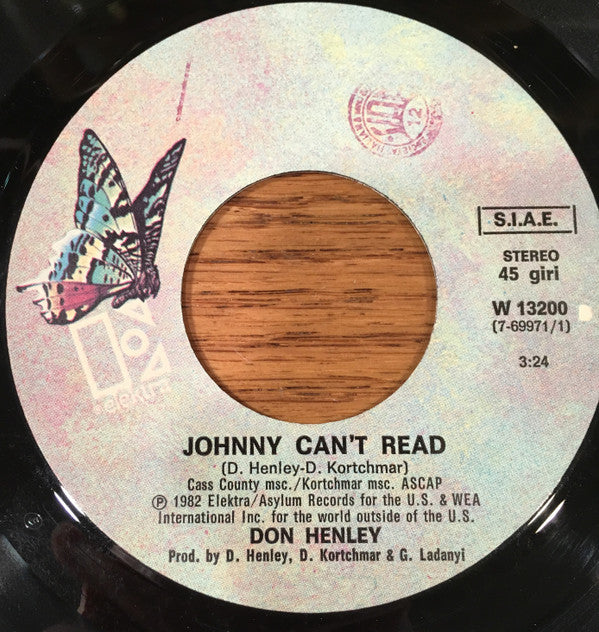 SIAE
12
S.I.A.E.
STEREO
45 giri
W 13200
(7-69971/1)
3:24
JOHNNY CAN'T READ
(D. Henley-D. Kortchmar)
Cass County msc./Kortchmar msc. ASCAP
℗ 1982 Elektra/Asylum Records for the U.S. & WEA
International Inc. for the world outside of the U.S.
DON HENLEY
Prod. by D. Henley, D. Kortchmar & G. Ladanyi